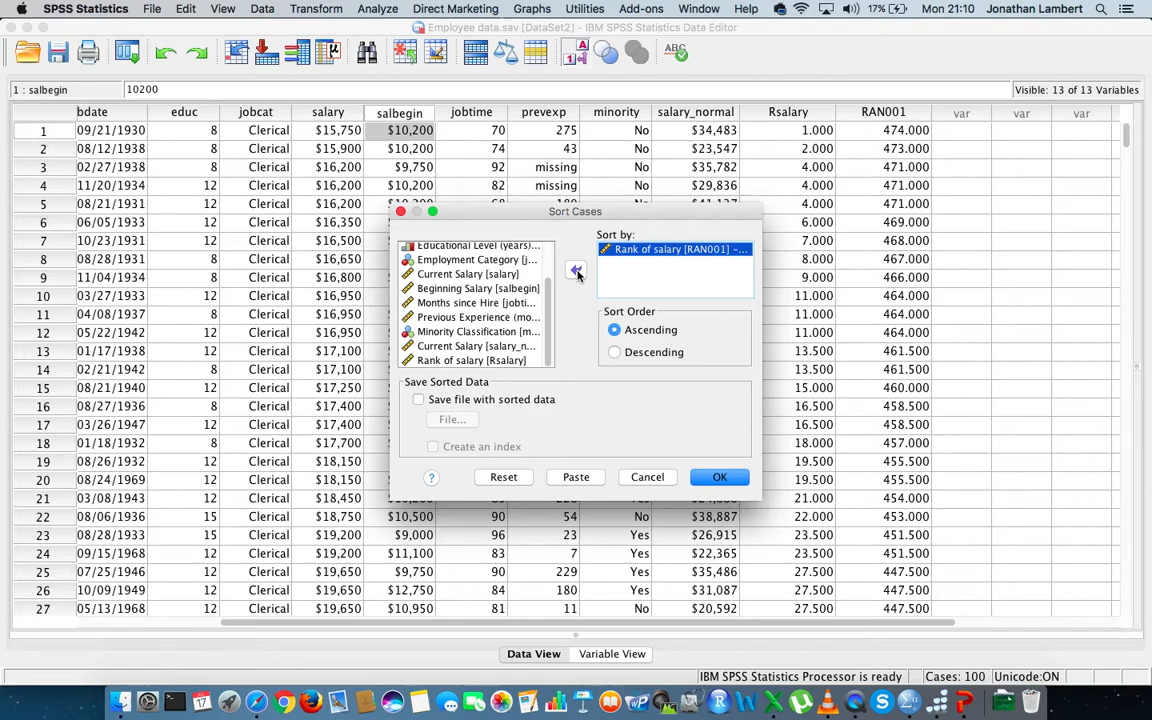 SPSS Statistics File Edit View Data Transform Analyze Direct Marketing Graphs Utilities Add-ons Window Help 17% Mon 21:10 Jonathan Lambert
Employee data.sav [DataSet2] – IBM SPSS Statistics Data Editor
1 : salbegin 10200 Visible: 13 of 13 Variables
bdate educ jobcat salary salbegin jobtime prevexp minority salary_normal Rsalary RAN001 var var var
1 09/21/1930 8 Clerical $15,750 $10,200 70 275 No $34,483 1.000 474.000
2 08/12/1938 8 Clerical $15,900 $10,200 74 43 No $23,547 2.000 473.000
3 02/27/1938 8 Clerical $16,200 $9,750 92 missing No $35,782 4.000 471.000
4 11/20/1934 12 Clerical $16,200 $10,200 82 missing No $29,836 4.000 471.000
5 08/21/1931 12 Clerical $16,200 4.000 471.000
6 06/05/1933 12 Clerical $16,350 6.000 469.000
7 10/23/1931 12 Clerical $16,500 7.000 468.000
8 08/26/1931 8 Clerical $16,650 8.000 467.000
9 11/04/1934 12 Clerical $16,800 9.000 466.000
10 03/27/1933 12 Clerical $16,950 11.000 464.000
11 04/08/1937 12 Clerical $16,950 11.000 464.000
12 05/22/1942 12 Clerical $16,950 11.000 464.000
13 01/17/1938 12 Clerical $17,100 13.500 461.500
14 02/21/1942 12 Clerical $17,100 13.500 461.500
15 08/21/1940 12 Clerical $17,250 15.000 460.000
16 08/27/1936 8 Clerical $17,400 16.500 458.500
17 03/26/1947 12 Clerical $17,400 16.500 458.500
18 01/18/1932 8 Clerical $17,700 18.000 457.000
19 08/26/1932 12 Clerical $18,150 19.500 455.500
20 08/24/1969 12 Clerical $18,150 19.500 455.500
21 03/08/1943 12 Clerical $18,450 21.000 454.000
22 08/06/1936 15 Clerical $18,750 $10,500 90 54 No $38,887 22.000 453.000
23 08/28/1933 15 Clerical $19,200 $9,000 96 23 Yes $26,915 23.500 451.500
24 09/15/1968 12 Clerical $19,200 $11,100 83 7 Yes $22,365 23.500 451.500
25 07/25/1946 12 Clerical $19,650 $9,750 90 229 Yes $35,486 27.500 447.500
26 10/09/1949 12 Clerical $19,650 $12,750 84 180 Yes $31,087 27.500 447.500
27 05/13/1968 12 Clerical $19,650 $10,950 81 11 No $20,592 27.500 447.500
Sort Cases
Educational Level (years)...
Employment Category [j...
Current Salary [salary]
Beginning Salary [salbegin]
Months since Hire [jobti...
Previous Experience (mo...
Minority Classification [m...
Current Salary [salary_n...
Rank of salary [Rsalary]
Sort by:
Rank of salary [RAN001] –...
Sort Order
Ascending
Descending
Save Sorted Data
Save file with sorted data
File...
Create an index
? Reset Paste Cancel OK
Data View Variable View
IBM SPSS Statistics Processor is ready Cases: 100 Unicode:ON